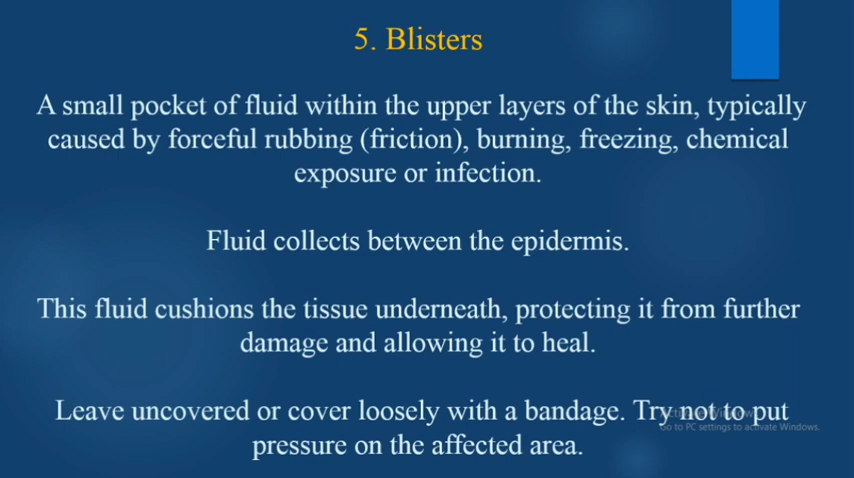 5. Blisters
A small pocket of fluid within the upper layers of the skin, typically
caused by forceful rubbing (friction), burning, freezing, chemical
exposure or infection.
Fluid collects between the epidermis.
This fluid cushions the tissue underneath, protecting it from further
damage and allowing it to heal.
Leave uncovered or cover loosely with a bandage. Try not to put
pressure on the affected area.
Activate Windows
Go to PC settings to activate Windows.